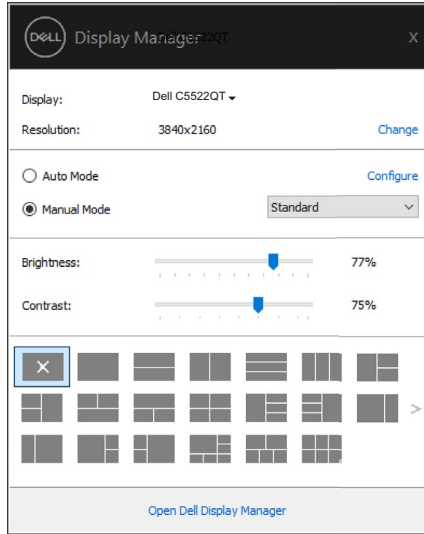 DELL Display Manager
X
Display: Dell C5522QT
Resolution: 3840x2160 Change
Auto Mode Configure
Manual Mode Standard
Brightness: 77%
Contrast: 75%
Open Dell Display Manager